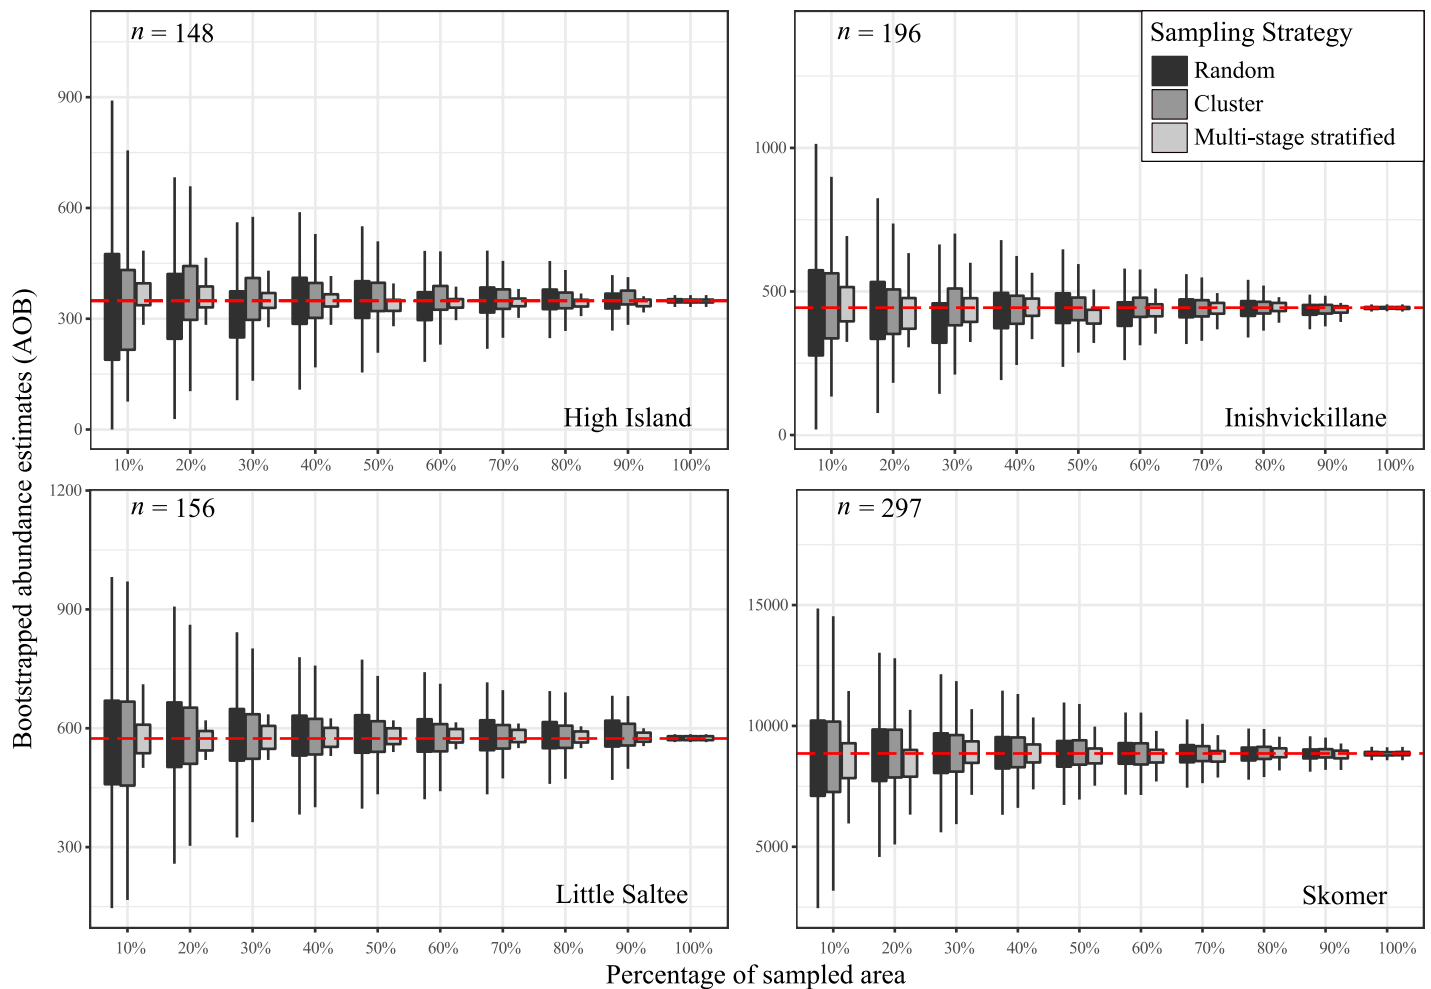 n = 148
900
600
300
0
10% 20% 30% 40% 50% 60% 70% 80% 90% 100%
High Island
n = 196
1000
500
0
10% 20% 30% 40% 50% 60% 70% 80% 90% 100%
Inishvickillane
Sampling Strategy
Random
Cluster
Multi-stage stratified
Bootstrapped abundance estimates (AOB)
n = 156
1200
900
600
300
10% 20% 30% 40% 50% 60% 70% 80% 90% 100%
Little Saltee
n = 297
15000
10000
5000
10% 20% 30% 40% 50% 60% 70% 80% 90% 100%
Skomer
Percentage of sampled area